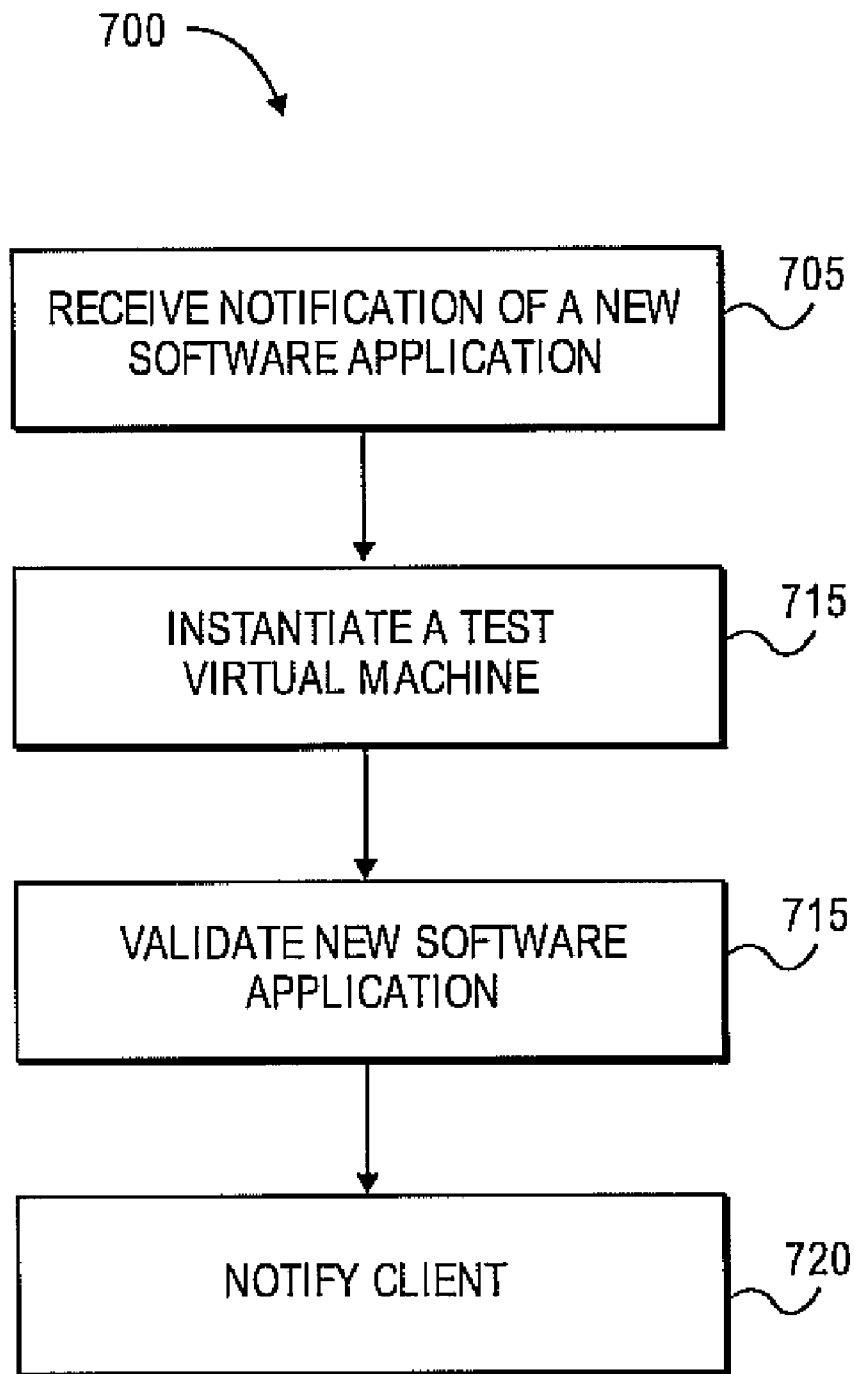 700
RECEIVE NOTIFICATION OF A NEW
SOFTWARE APPLICATION
705
INSTANTIATE A TEST
VIRTUAL MACHINE
715
VALIDATE NEW SOFTWARE
APPLICATION
715
NOTIFY CLIENT
720